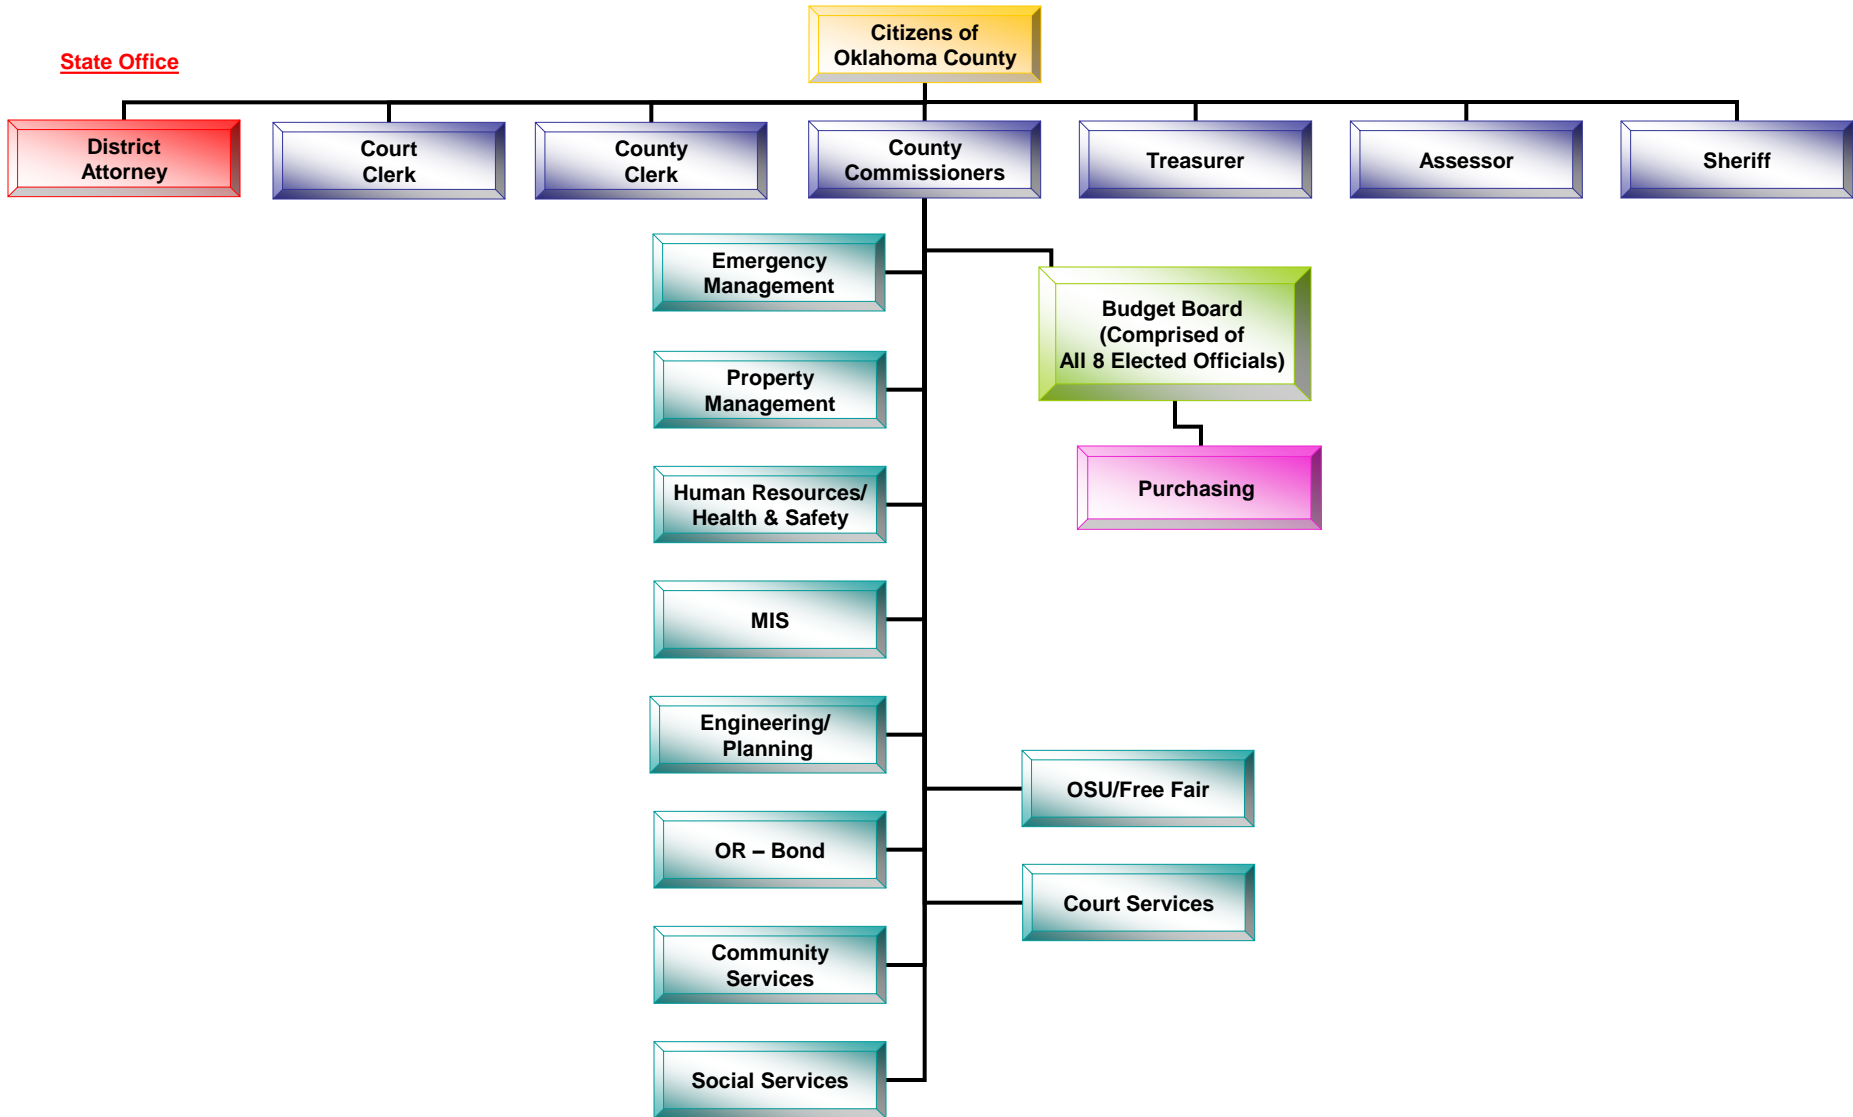 Citizens of
Oklahoma County
State Office
District
Attorney
Court
Clerk
County
Clerk
County
Commissioners
Treasurer
Assessor
Sheriff
Emergency
Management
Budget Board
(Comprised of
All 8 Elected Officials)
Property
Management
Purchasing
Human Resources/
Health & Safety
MIS
Engineering/
Planning
OSU/Free Fair
OR – Bond
Court Services
Community
Services
Social Services